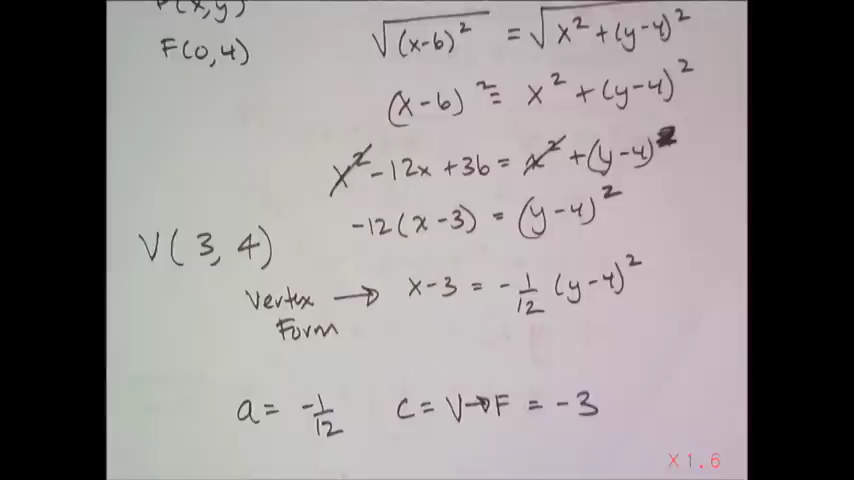 P(x,y)
F(0,4)
√(x-6)² = √x² + (y-4)²
(x-6)² = x² + (y-4)²
x² - 12x + 36 = x² + (y-4)²
-12(x-3) = (y-4)²
V(3,4)
Vertex Form → x-3 = -1/12 (y-4)²
a = -1/12 c = V→F = -3
X1.6